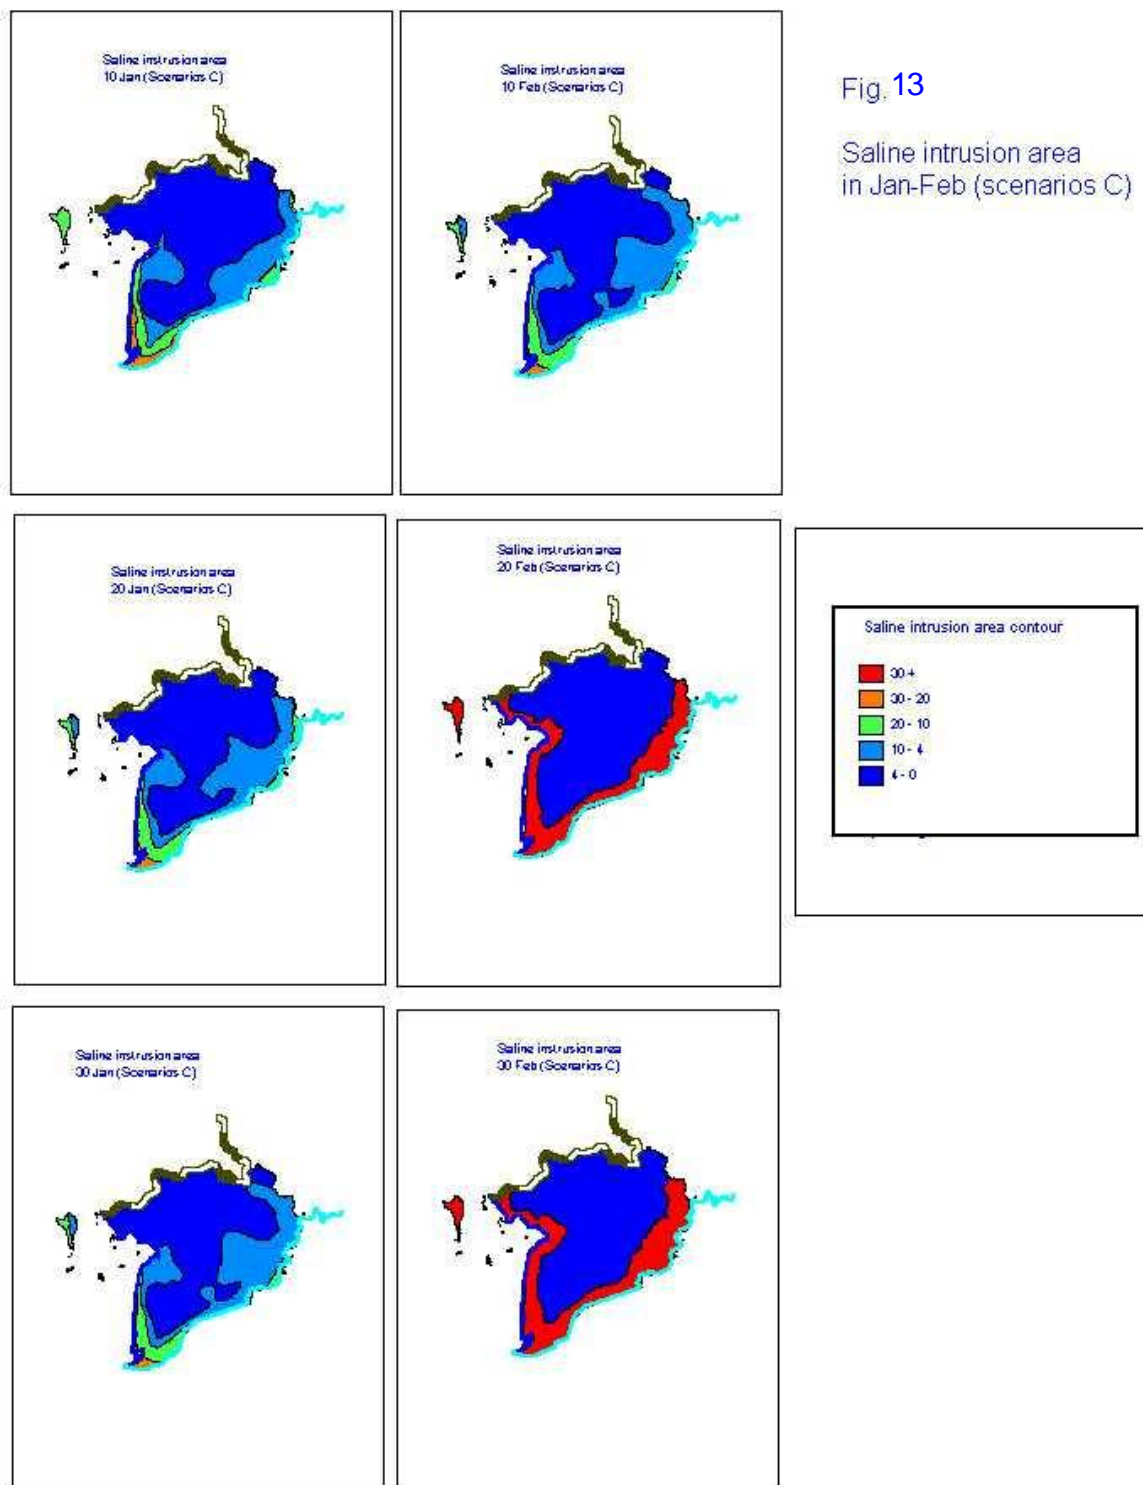 Saline instrusion area
10 Jan (Scenarios C)
Saline instrusion area
10 Feb (Scenarios C)
Fig. 13
Saline intrusion area
in Jan-Feb (scenarios C)
Saline instrusion area
20 Jan (Scenarios C)
Saline instrusion area
20 Feb (Scenarios C)
Saline intrusion area contour
30 +
30 - 20
20 - 10
10 - 4
4 - 0
Saline instrusion area
30 Jan (Scenarios C)
Saline instrusion area
30 Feb (Scenarios C)